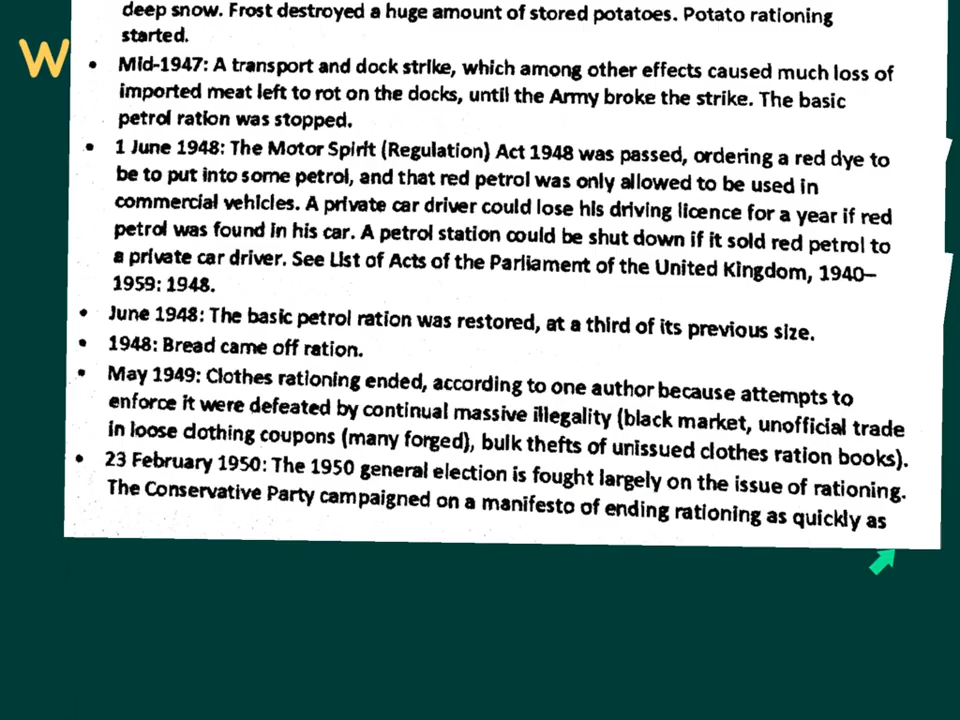 W
deep snow. Frost destroyed a huge amount of stored potatoes. Potato rationing
started.
• Mid-1947: A transport and dock strike, which among other effects caused much loss of
imported meat left to rot on the docks, until the Army broke the strike. The basic
petrol ration was stopped.
• 1 June 1948: The Motor Spirit (Regulation) Act 1948 was passed, ordering a red dye to
be to put into some petrol, and that red petrol was only allowed to be used in
commercial vehicles. A private car driver could lose his driving licence for a year if red
petrol was found in his car. A petrol station could be shut down if it sold red petrol to
a private car driver. See List of Acts of the Parliament of the United Kingdom, 1940–
1959: 1948.
• June 1948: The basic petrol ration was restored, at a third of its previous size.
• 1948: Bread came off ration.
• May 1949: Clothes rationing ended, according to one author because attempts to
enforce it were defeated by continual massive illegality (black market, unofficial trade
in loose clothing coupons (many forged), bulk thefts of unissued clothes ration books).
• 23 February 1950: The 1950 general election is fought largely on the issue of rationing.
The Conservative Party campaigned on a manifesto of ending rationing as quickly as